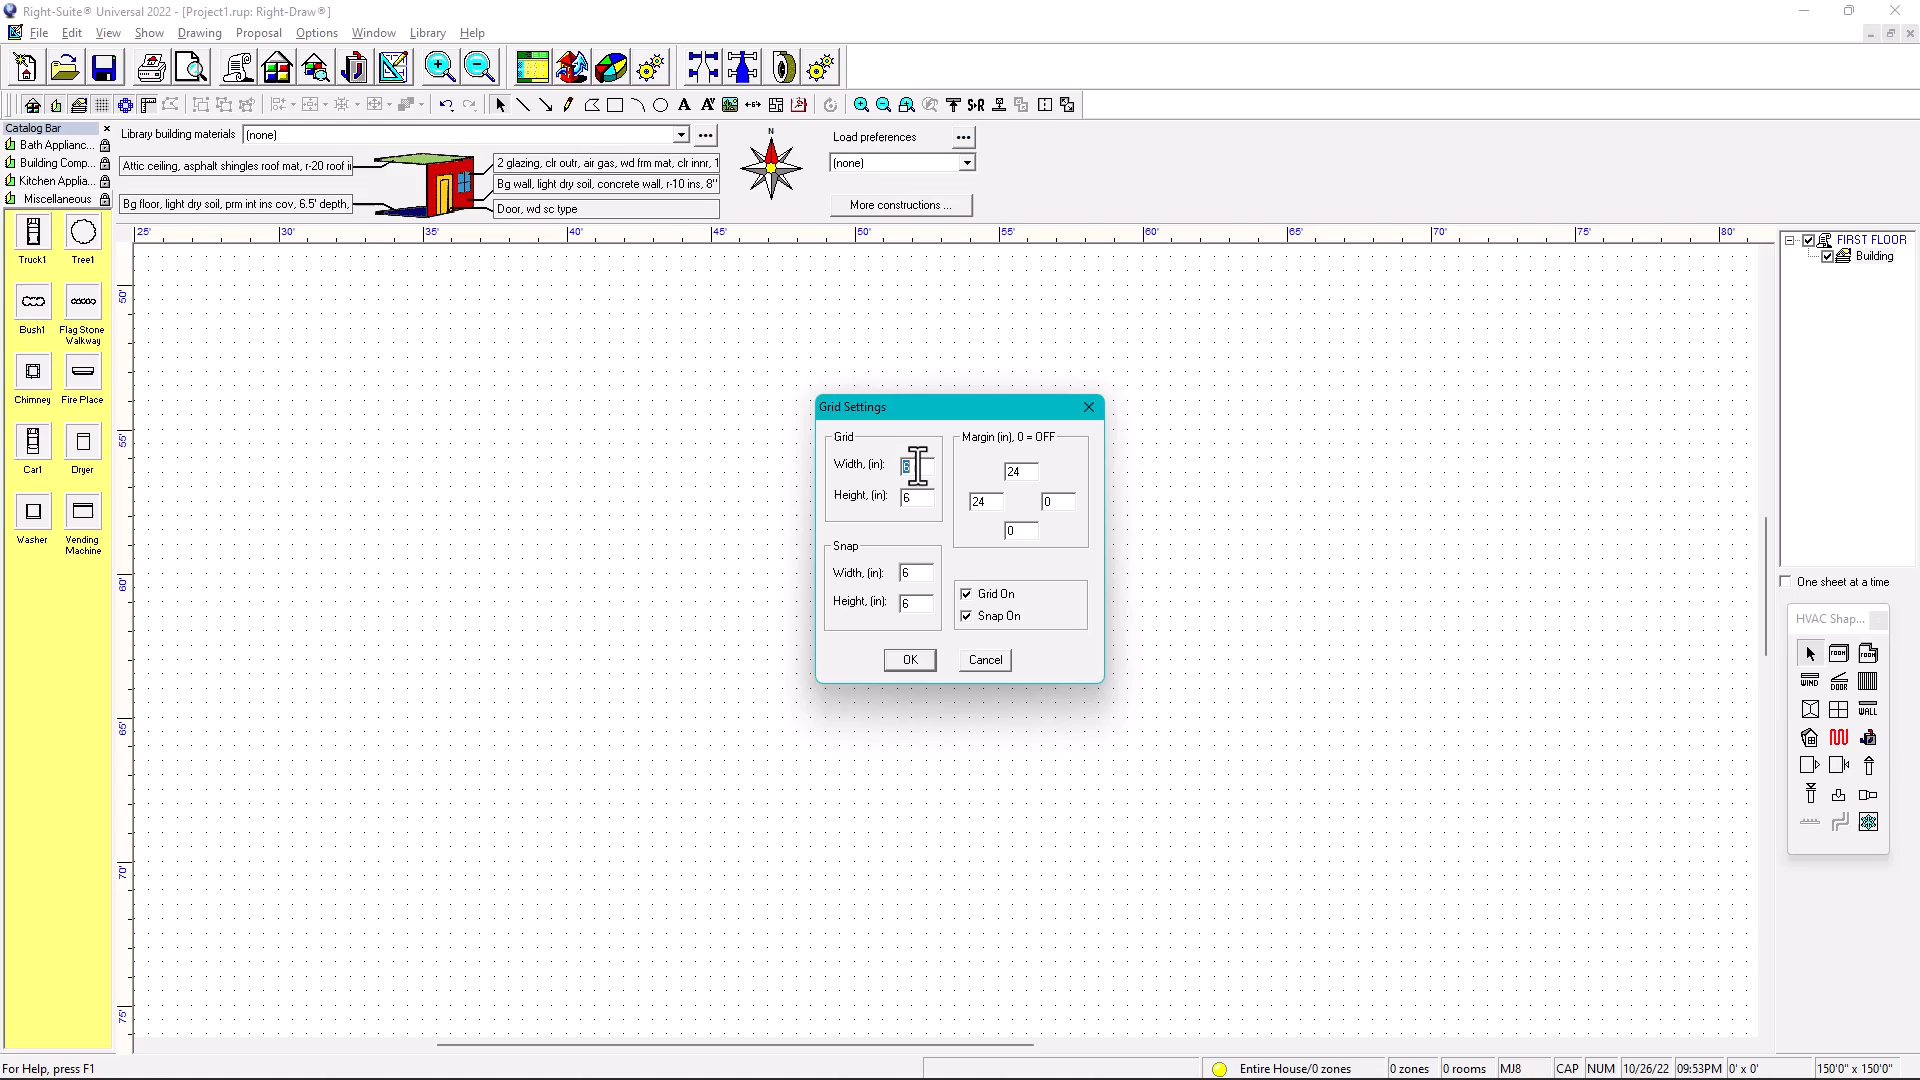 Right-Suite® Universal 2022 - [Project1.rup: Right-Draw®]
File Edit View Show Drawing Proposal Options Window Library Help
Catalog Bar
Bath Applianc...
Building Comp...
Kitchen Applia...
Miscellaneous
Library building materials (none)
Attic ceiling, asphalt shingles roof mat, r-20 roof i
Bg floor, light dry soil, prm int ins cov, 6.5' depth,
2 glazing, clr outr, air gas, wd frm mat, clr innr, 1
Bg wall, light dry soil, concrete wall, r-10 ins, 8''
Door, wd sc type
N
Load preferences
(none)
More constructions ...
25' 30' 35' 40' 45' 50' 55' 60' 65' 70' 75' 80'
50'
55'
60'
65'
70'
75'
Truck1 Tree1
Bush1 Flag Stone Walkway
Chimney Fire Place
Car1 Dryer
Washer Vending Machine
Grid Settings
Grid
Width, (in): 6
Height, (in): 6
Snap
Width, (in): 6
Height, (in): 6
Margin (in), 0 = OFF
24
24 0
0
Grid On
Snap On
OK Cancel
FIRST FLOOR
Building
One sheet at a time
HVAC Shap...
ROOM ROOM
WIND DOOR
WALL
For Help, press F1
Entire House/0 zones 0 zones 0 rooms MJ8 CAP NUM 10/26/22 09:53PM 0' x 0' 150'0" x 150'0"